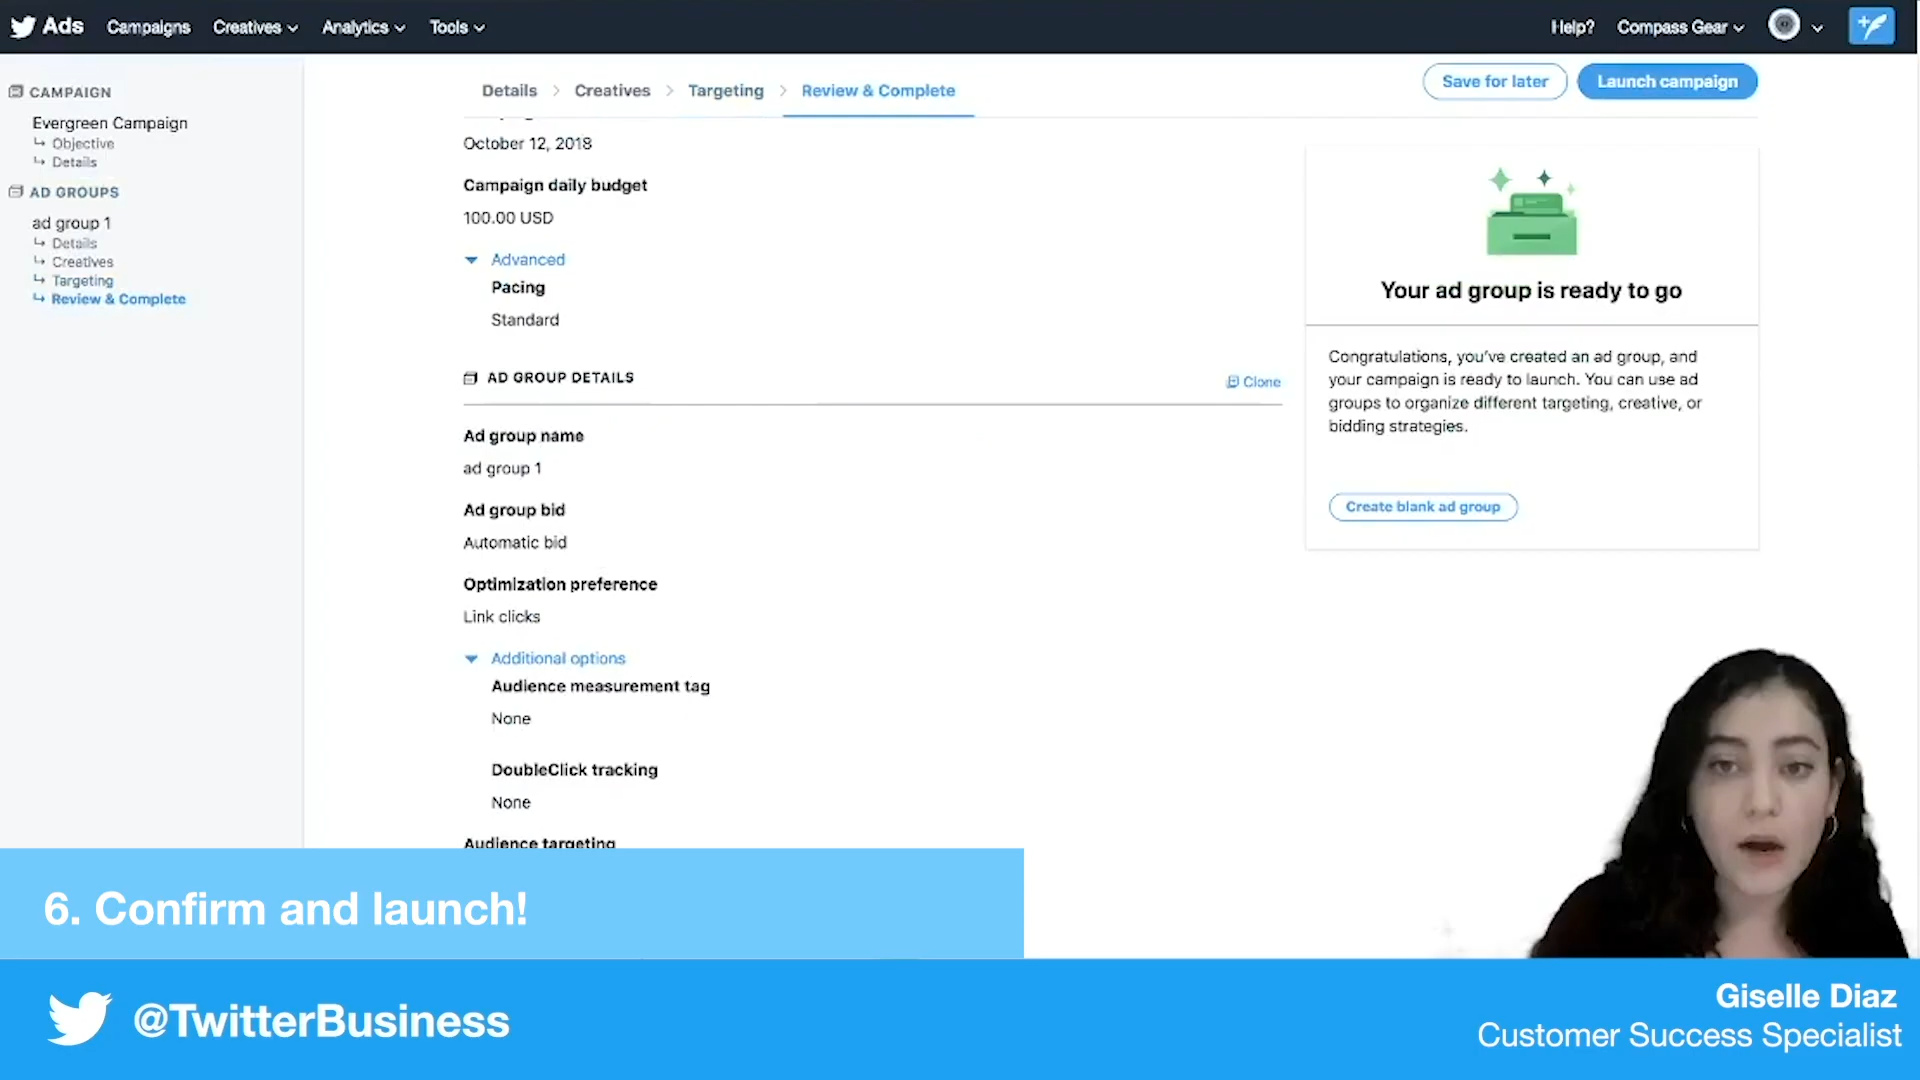 Ads Campaigns Creatives Analytics Tools Help? Compass Gear
CAMPAIGN
Evergreen Campaign
Objective
Details
AD GROUPS
ad group 1
Details
Creatives
Targeting
Review & Complete
Details > Creatives > Targeting > Review & Complete
Save for later
Launch campaign
October 12, 2018
Campaign daily budget
100.00 USD
Advanced
Pacing
Standard
AD GROUP DETAILS
Clone
Ad group name
ad group 1
Ad group bid
Automatic bid
Optimization preference
Link clicks
Additional options
Audience measurement tag
None
DoubleClick tracking
None
Audience targeting
Your ad group is ready to go
Congratulations, you've created an ad group, and
your campaign is ready to launch. You can use ad
groups to organize different targeting, creative, or
bidding strategies.
Create blank ad group
6. Confirm and launch!
@TwitterBusiness
Giselle Diaz
Customer Success Specialist